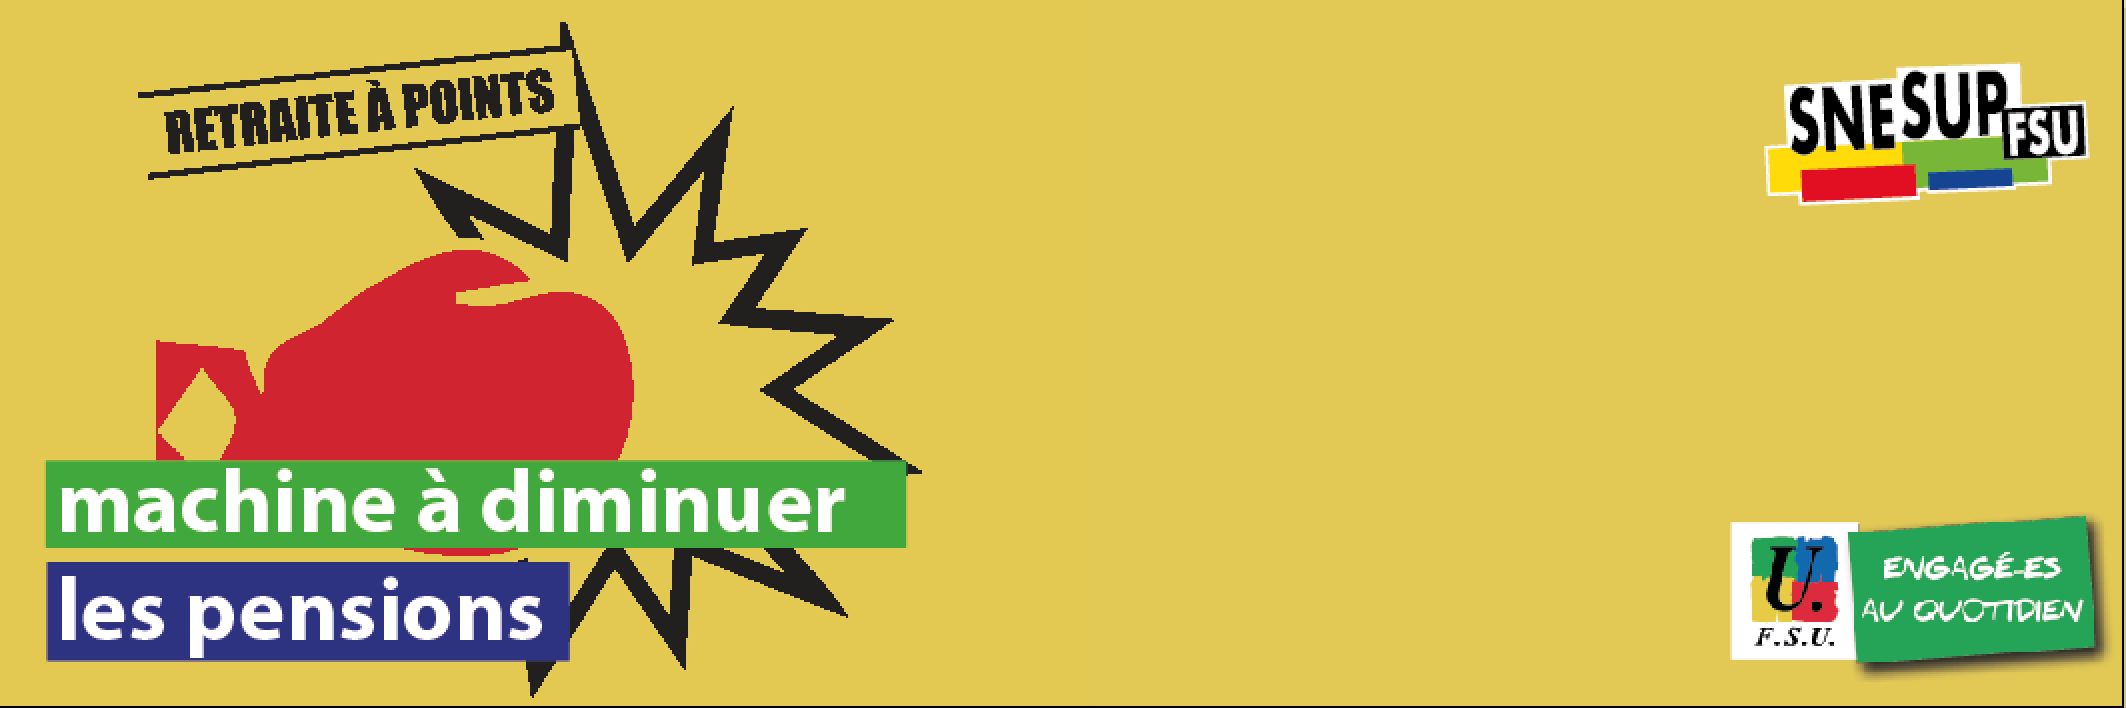 RETRAITE À POINTS
machine à diminuer
les pensions
SNESUP
FSU
U.
F.S.U.
ENGAGÉ-ES
AU QUOTIDIEN